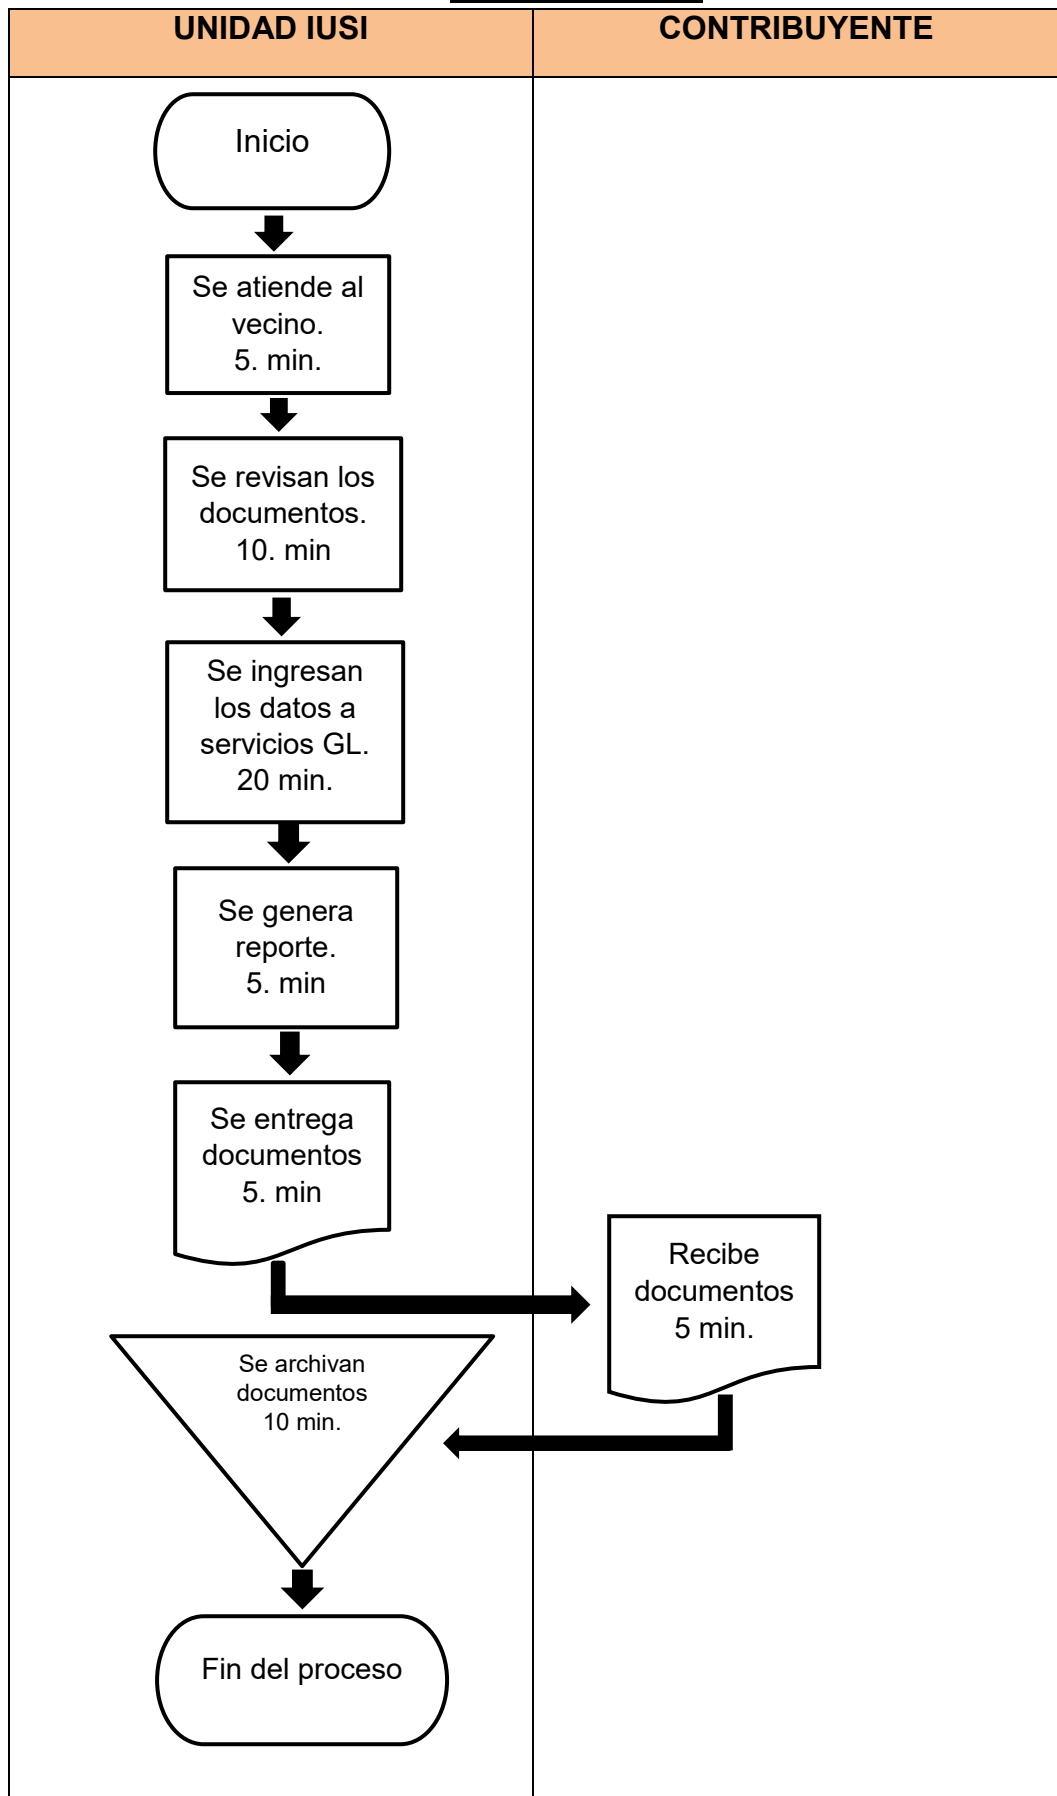 UNIDAD IUSI
CONTRIBUYENTE
Inicio
Se atiende al
vecino.
5. min.
Se revisan los
documentos.
10. min
Se ingresan
los datos a
servicios GL.
20 min.
Se genera
reporte.
5. min
Se entrega
documentos
5. min
Recibe
documentos
5 min.
Se archivan
documentos
10 min.
Fin del proceso